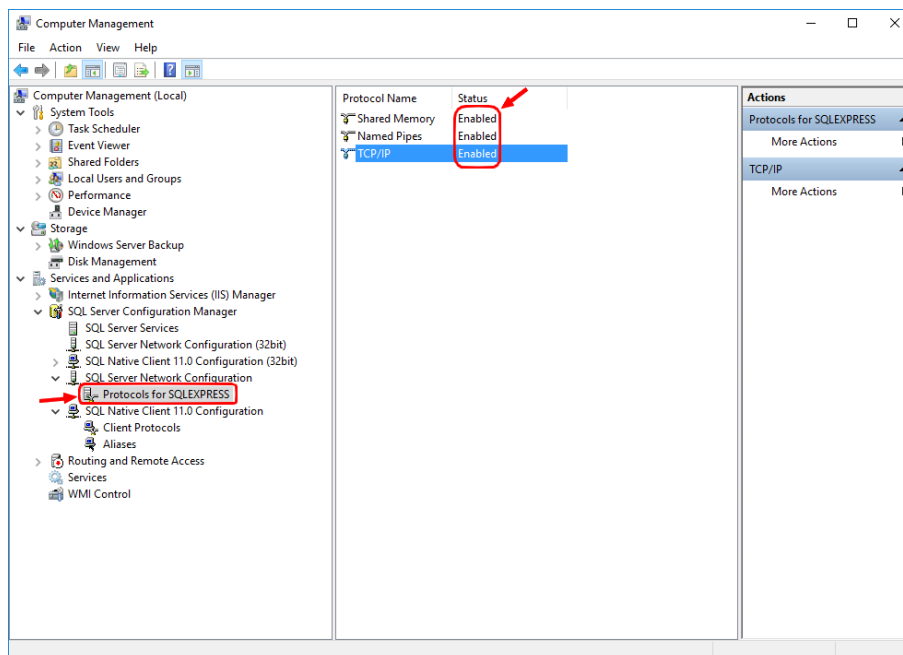 Computer Management
File Action View Help
Computer Management (Local)
System Tools
Task Scheduler
Event Viewer
Shared Folders
Local Users and Groups
Performance
Device Manager
Storage
Windows Server Backup
Disk Management
Services and Applications
Internet Information Services (IIS) Manager
SQL Server Configuration Manager
SQL Server Services
SQL Server Network Configuration (32bit)
SQL Native Client 11.0 Configuration (32bit)
SQL Server Network Configuration
Protocols for SQLEXPRESS
SQL Native Client 11.0 Configuration
Client Protocols
Aliases
Routing and Remote Access
Services
WMI Control
Protocol Name Status
Shared Memory Enabled
Named Pipes Enabled
TCP/IP Enabled
Actions
Protocols for SQLEXPRESS
More Actions
TCP/IP
More Actions